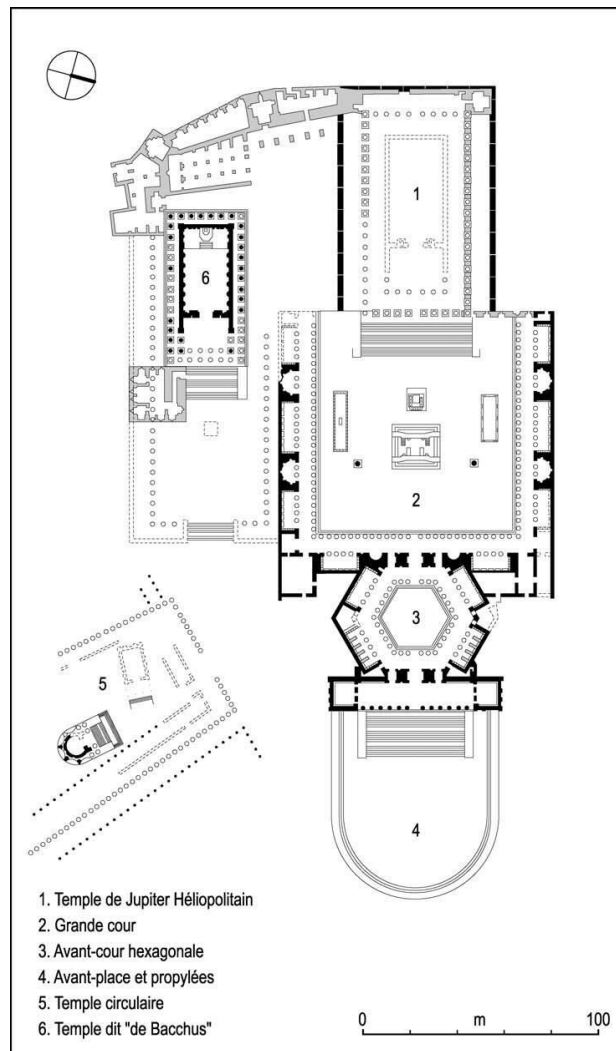 1
6
2
3
5
4
1. Temple de Jupiter Héliopolitain
2. Grande cour
3. Avant-cour hexagonale
4. Avant-place et propylées
5. Temple circulaire
6. Temple dit "de Bacchus"
0 m 100